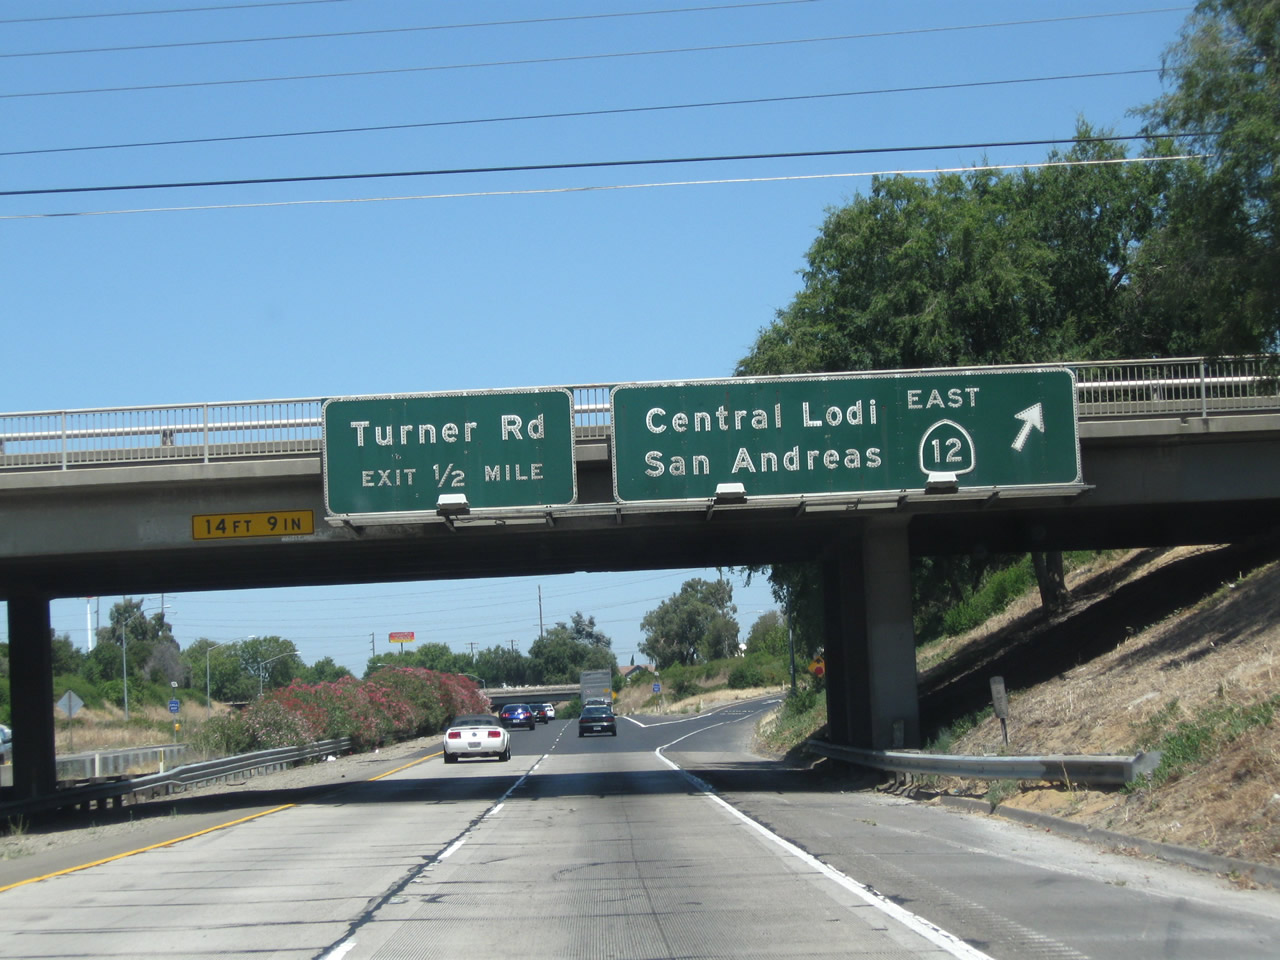 Turner Rd
EXIT 1/2 MILE
Central Lodi
San Andreas
EAST
12
14 FT 9 IN